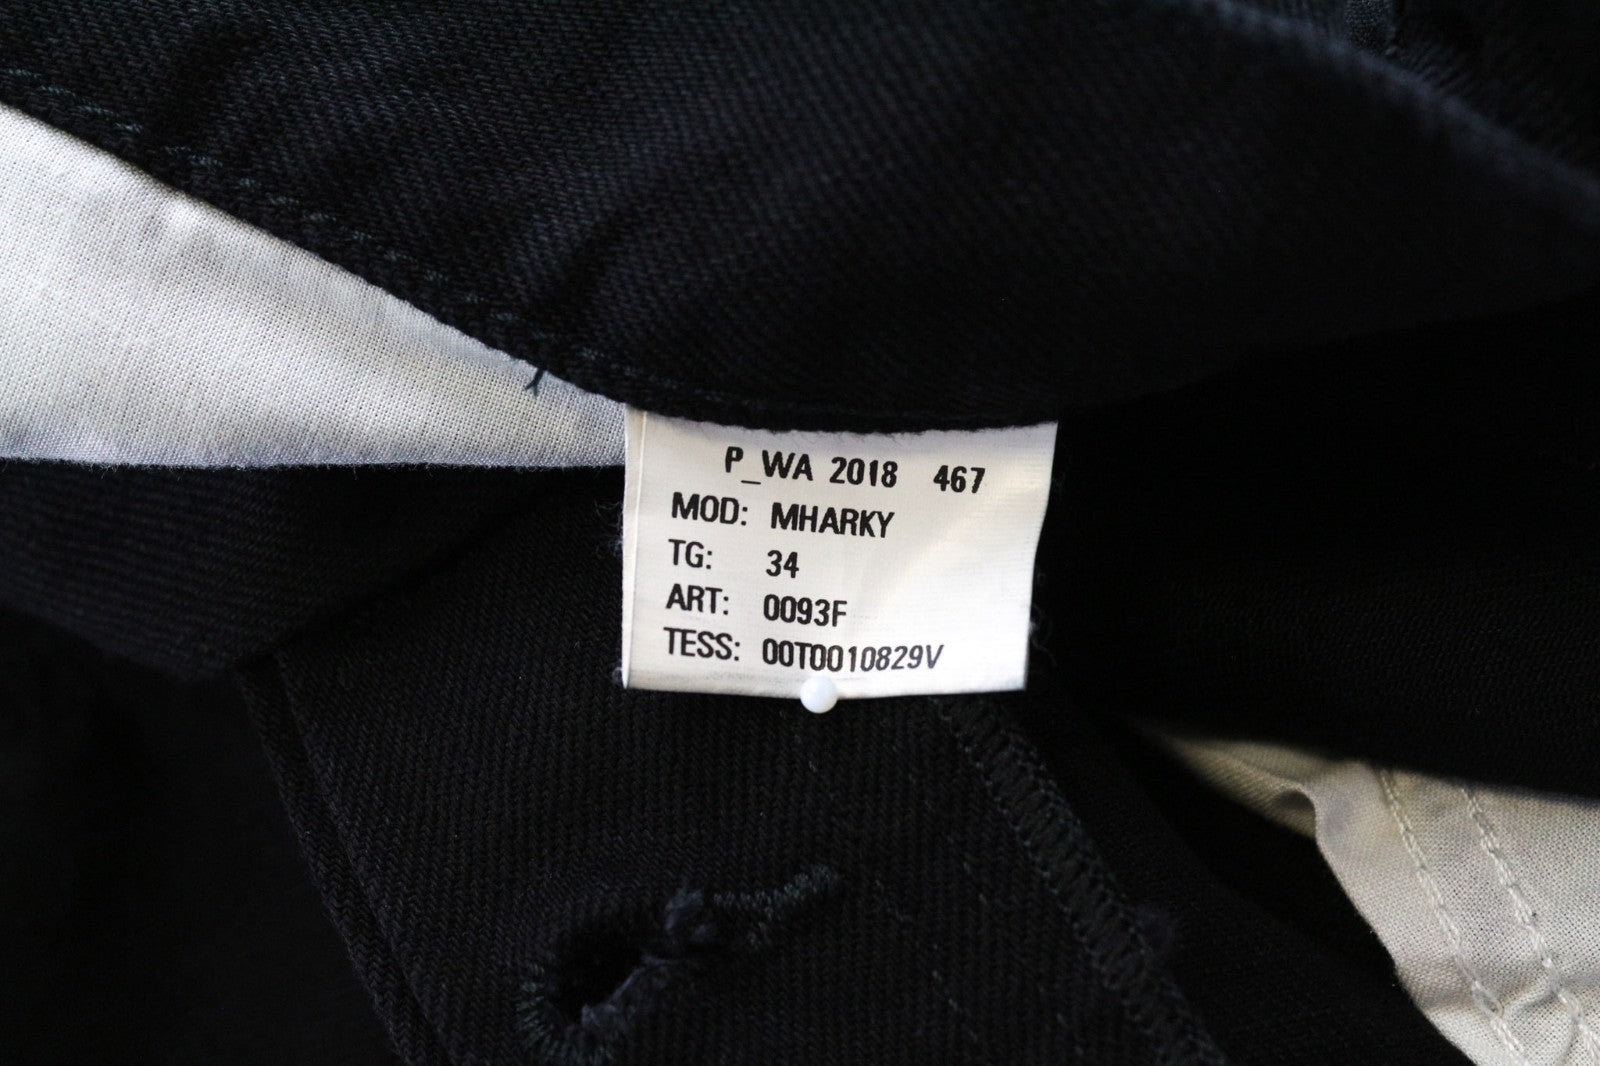 P_WA 2018 467
MOD: MHARKY
TG: 34
ART: 0093F
TESS: 00T0010829V